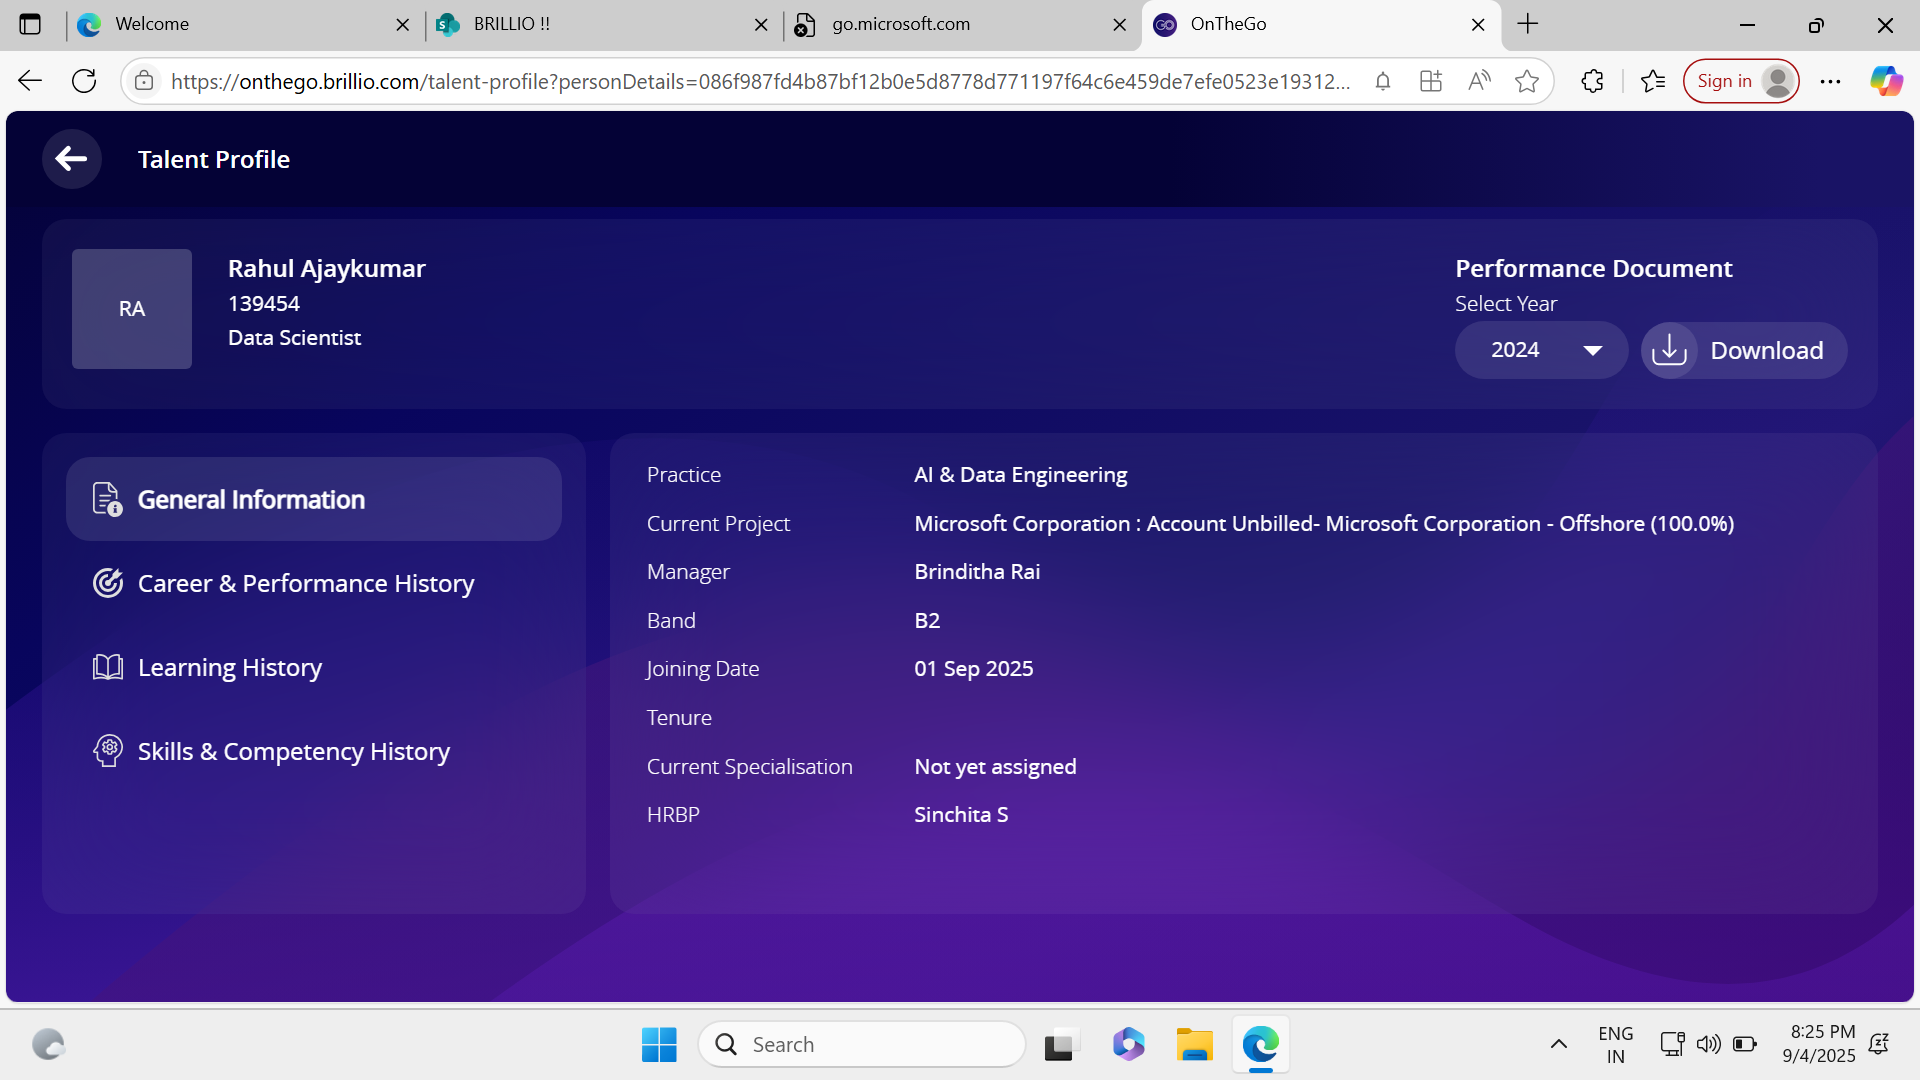 Welcome
BRILLIO !!
go.microsoft.com
OnTheGo
https://onthego.brillio.com/talent-profile?personDetails=086f987fd4b87bf12b0e5d8778d771197f64c6e459de7efe0523e19312...
Sign in
Talent Profile
RA
Rahul Ajaykumar
139454
Data Scientist
Performance Document
Select Year
2024
Download
General Information
Career & Performance History
Learning History
Skills & Competency History
Practice AI & Data Engineering
Current Project Microsoft Corporation : Account Unbilled- Microsoft Corporation - Offshore (100.0%)
Manager Brinditha Rai
Band B2
Joining Date 01 Sep 2025
Tenure
Current Specialisation Not yet assigned
HRBP Sinchita S
Search
ENG
IN
8:25 PM
9/4/2025